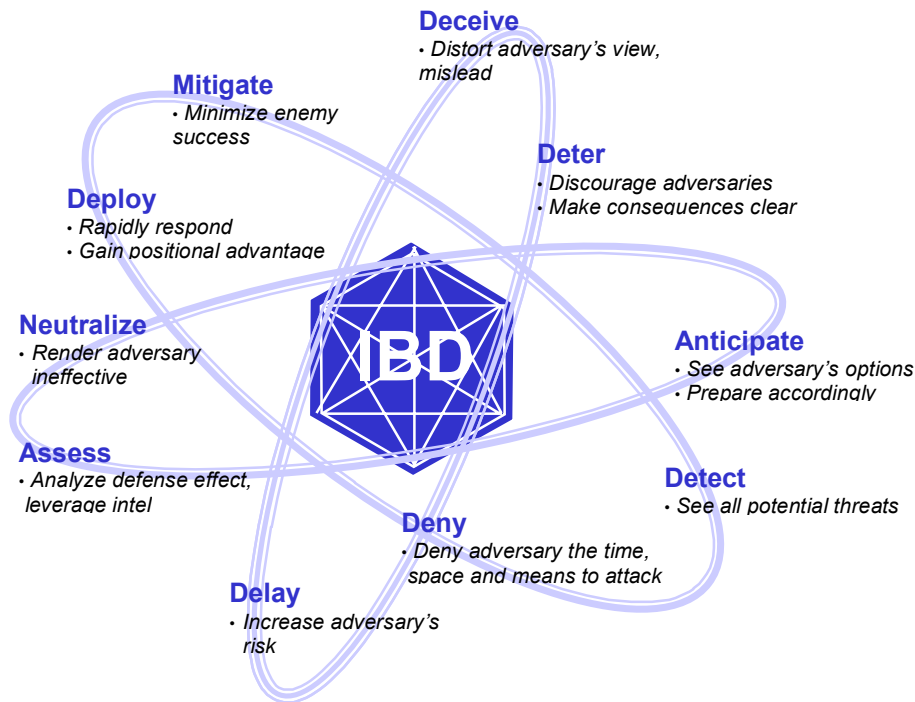 Deceive
• Distort adversary's view,
mislead
Mitigate
• Minimize enemy
success
Deter
• Discourage adversaries
• Make consequences clear
Deploy
• Rapidly respond
• Gain positional advantage
IBD
Neutralize
• Render adversary
ineffective
Anticipate
• See adversary's options
• Prepare accordingly
Assess
• Analyze defense effect,
leverage intel
Detect
• See all potential threats
Deny
• Deny adversary the time,
space and means to attack
Delay
• Increase adversary's
risk